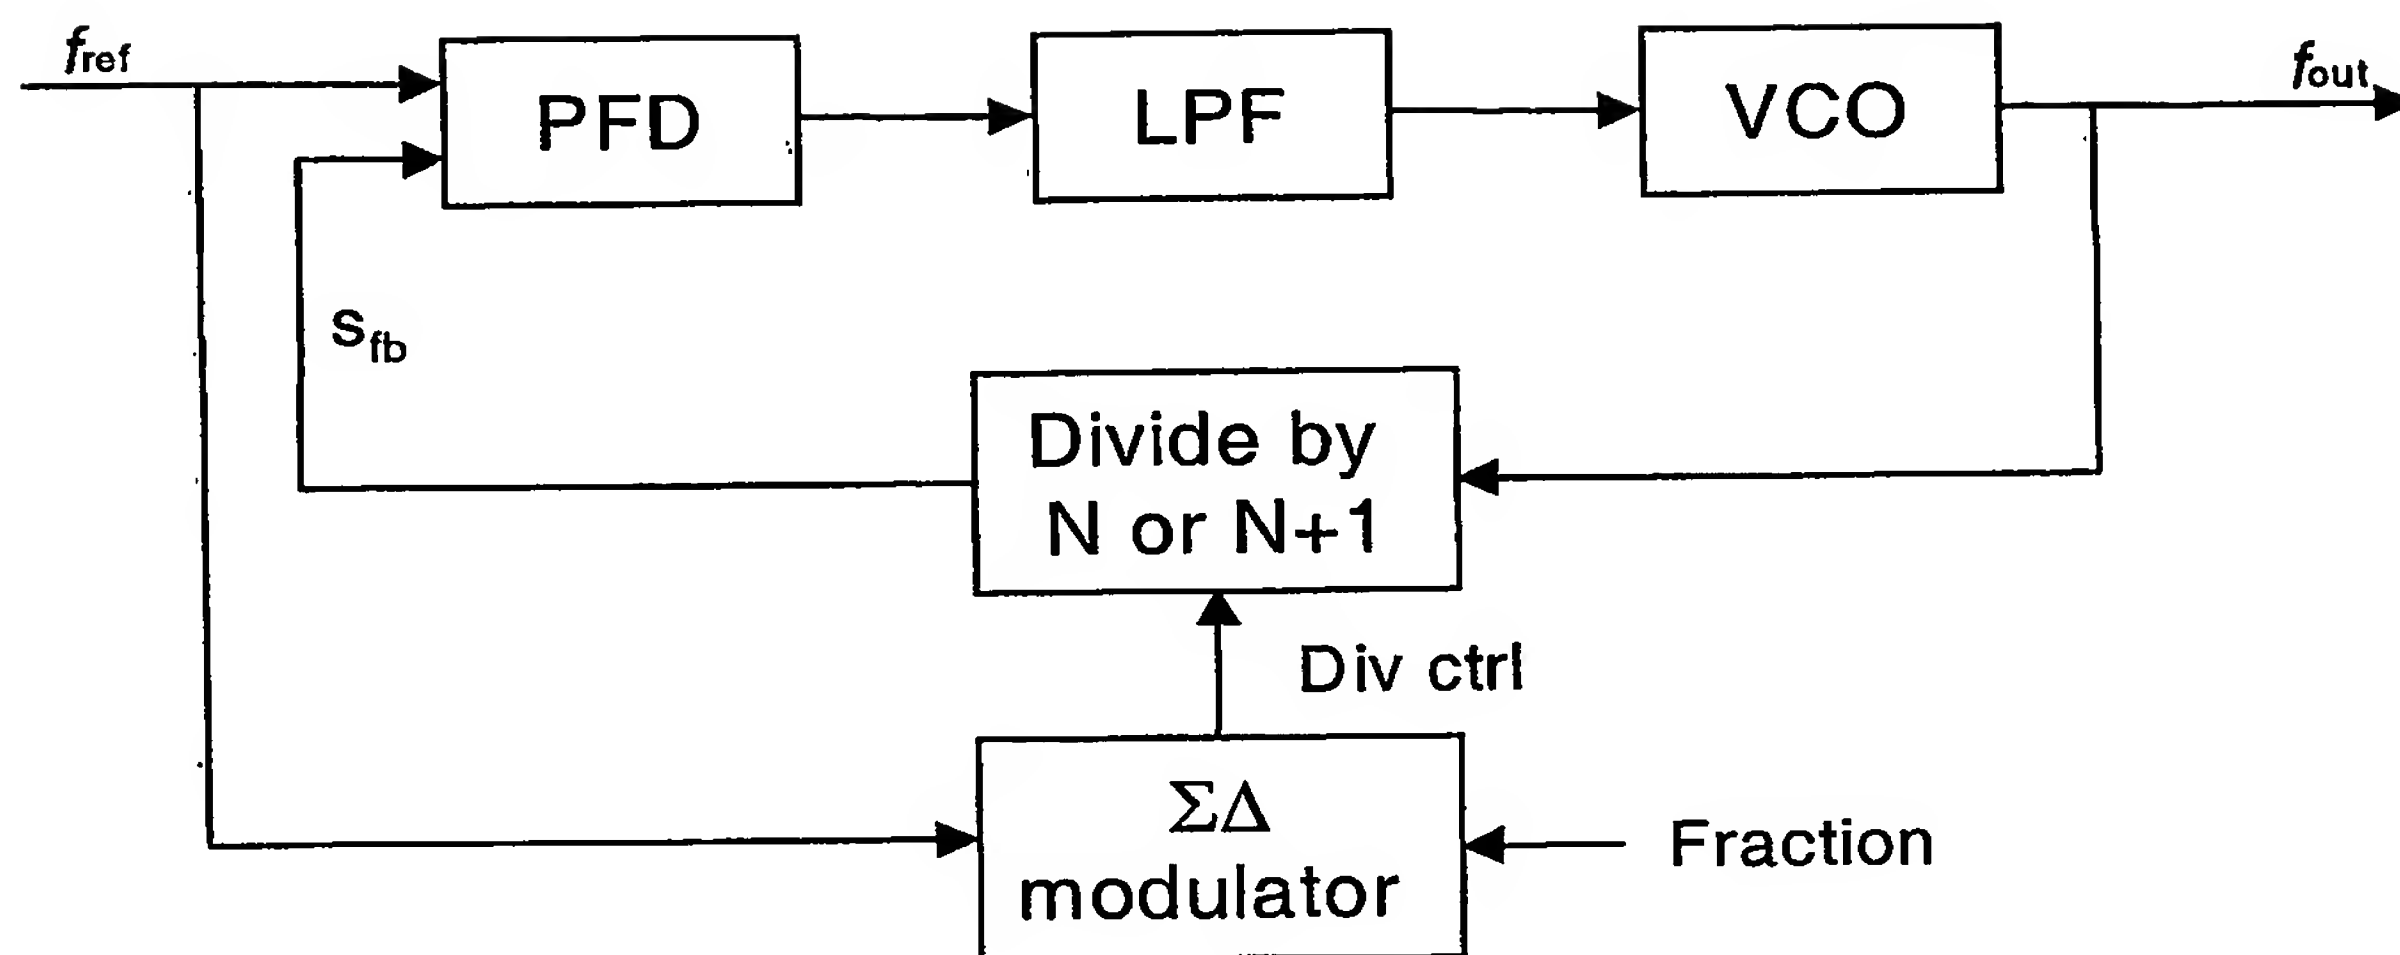 fref
PFD
LPF
VCO
fout
sfb
Divide by
N or N+1
Div ctrl
ΣΔ
modulator
Fraction